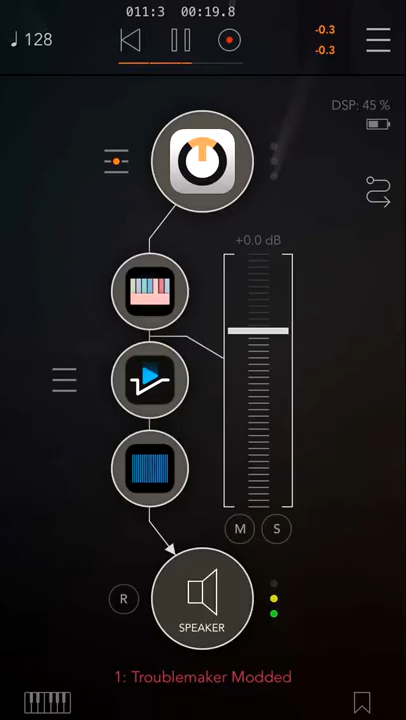 011:3 00:19.8
128
-0.3
-0.3
DSP: 45 %
+0.0 dB
M S
R
SPEAKER
1: Troublemaker Modded